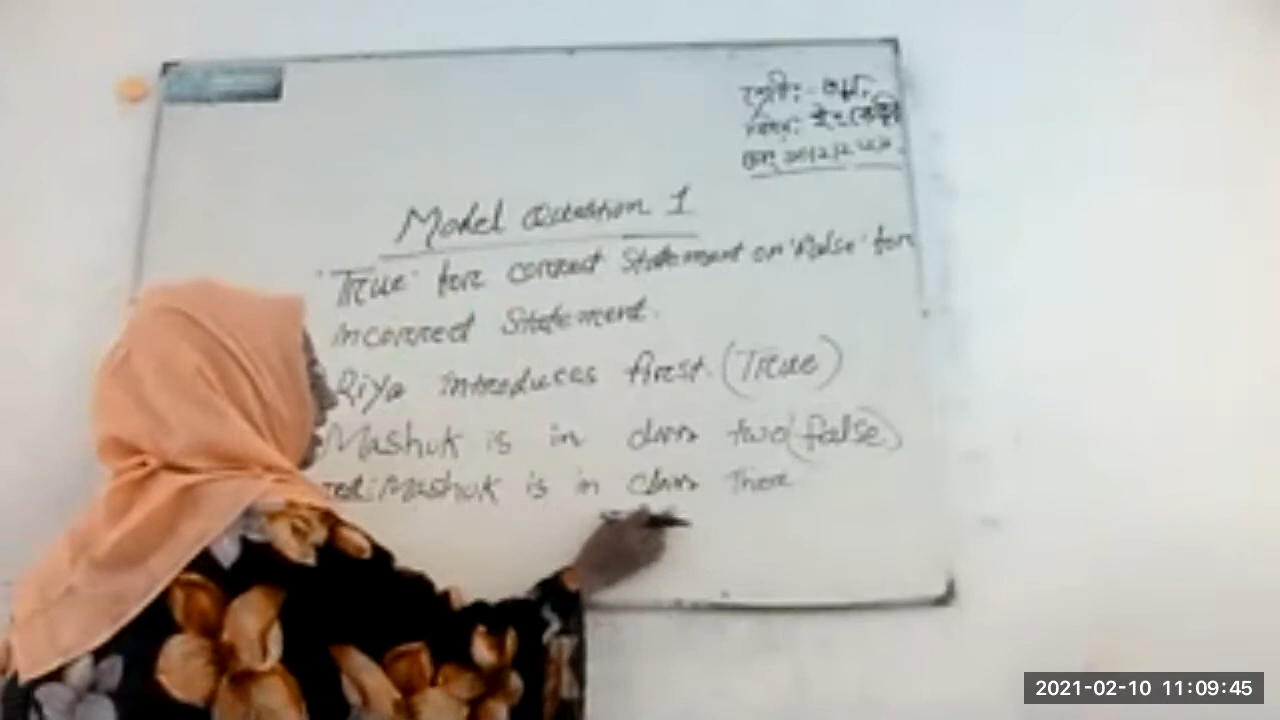 শ্রেণি:
বিষয়: ইংরেজি
Model Question 1
'True' for correct Statement or 'False' for
incorrect Statement.
Riya introduces first. (True)
Mashuk is in class two (false)
Mashuk is in class Three
2021-02-10 11:09:45